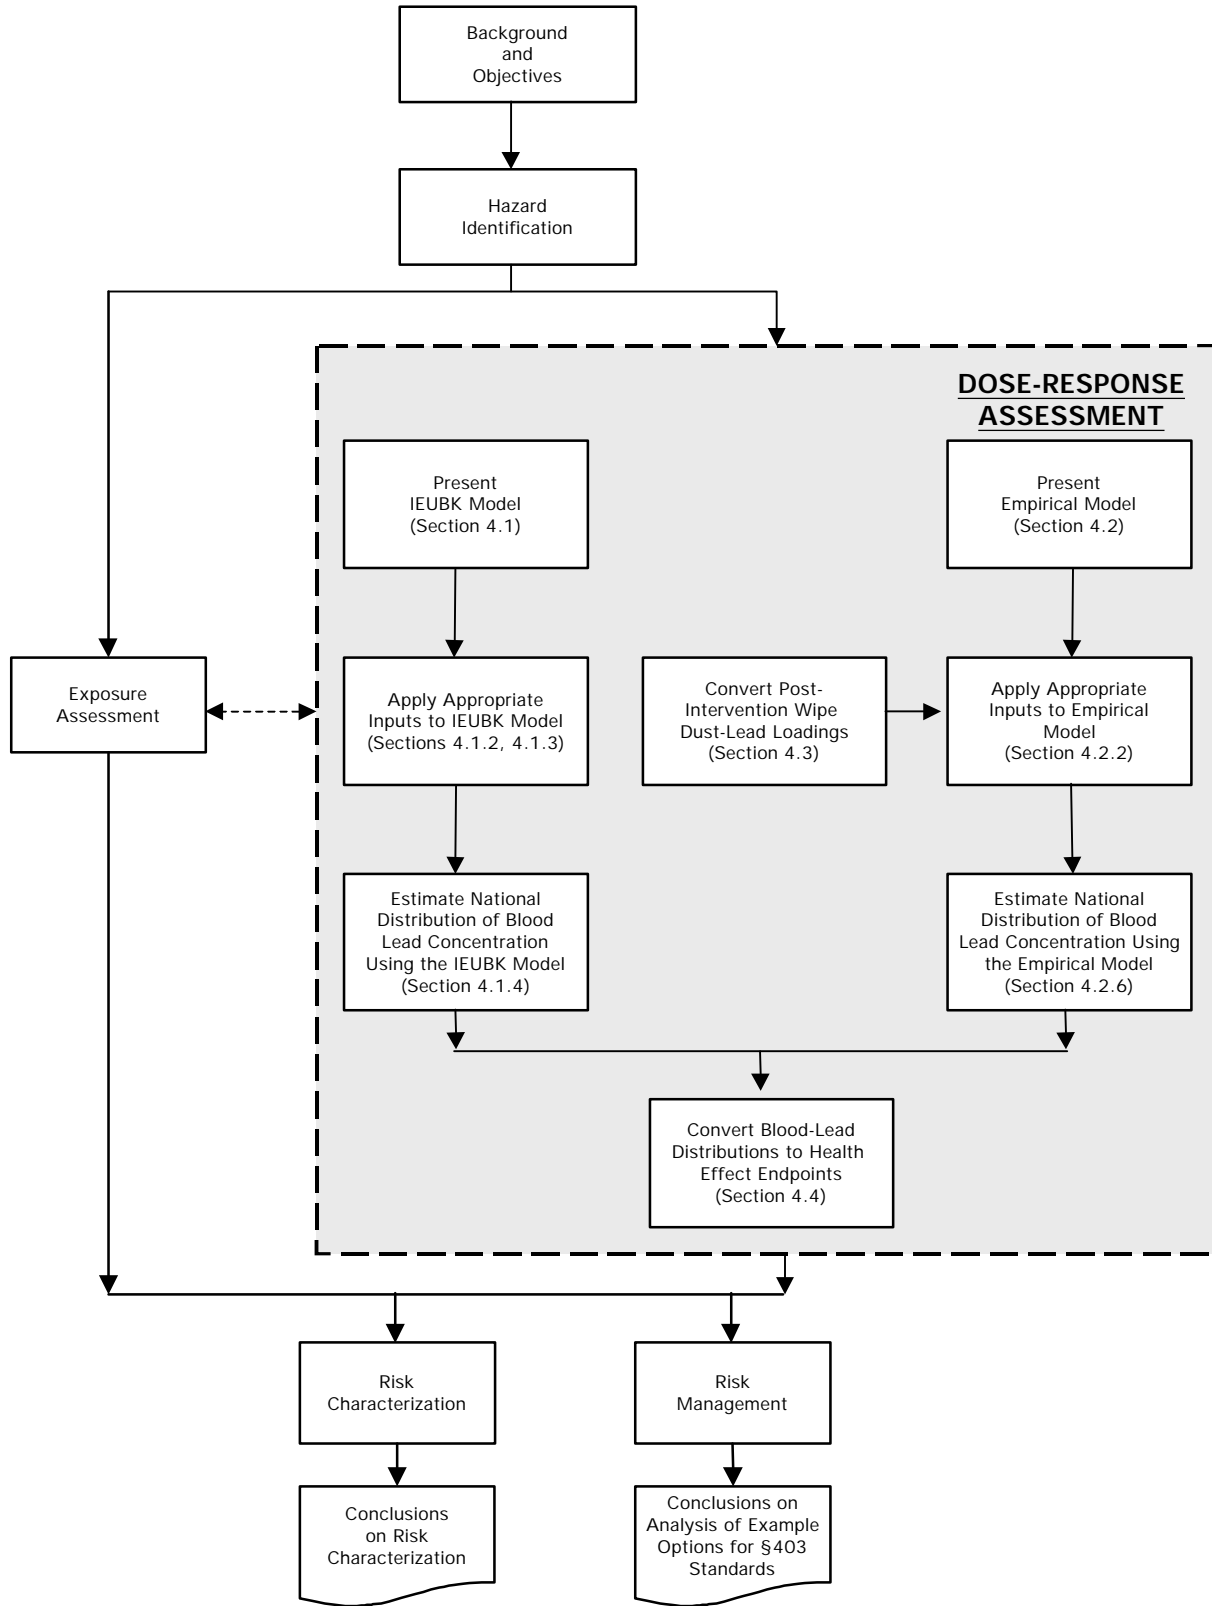 Background
and
Objectives
Hazard
Identification
DOSE-RESPONSE
ASSESSMENT
Present
IEUBK Model
(Section 4.1)
Present
Empirical Model
(Section 4.2)
Exposure
Assessment
Apply Appropriate
Inputs to IEUBK Model
(Sections 4.1.2, 4.1.3)
Convert Post-
Intervention Wipe
Dust-Lead Loadings
(Section 4.3)
Apply Appropriate
Inputs to Empirical
Model
(Section 4.2.2)
Estimate National
Distribution of Blood
Lead Concentration
Using the IEUBK Model
(Section 4.1.4)
Estimate National
Distribution of Blood
Lead Concentration Using
the Empirical Model
(Section 4.2.6)
Convert Blood-Lead
Distributions to Health
Effect Endpoints
(Section 4.4)
Risk
Characterization
Risk
Management
Conclusions
on Risk
Characterization
Conclusions on
Analysis of Example
Options for §403
Standards